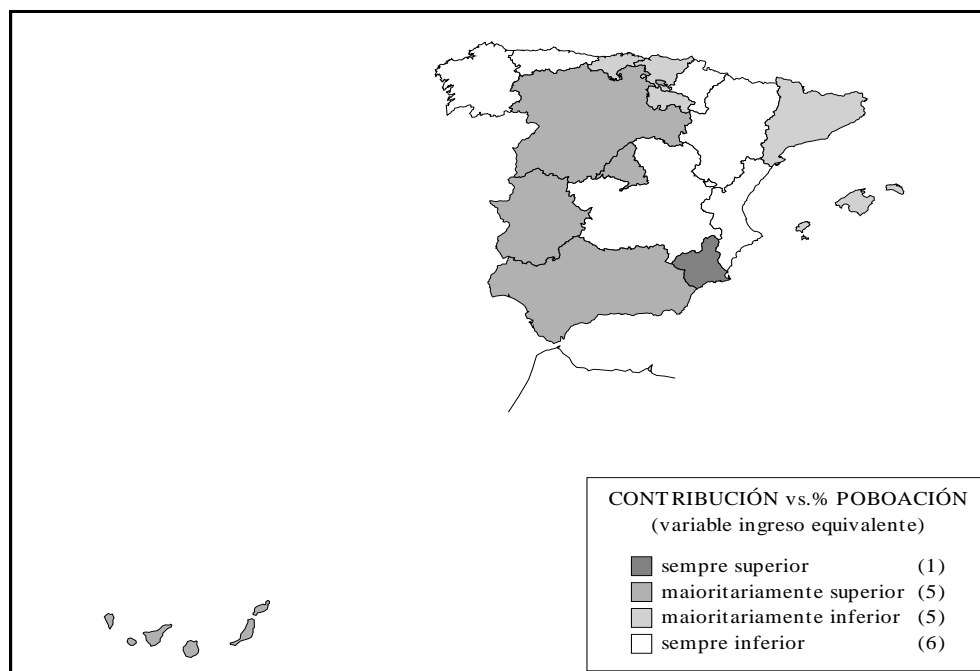 CONTRIBUCIÓN vs.% POBOACIÓN
(variable ingreso equivalente)
sempre superior (1)
maioritariamente superior (5)
maioritariamente inferior (5)
sempre inferior (6)